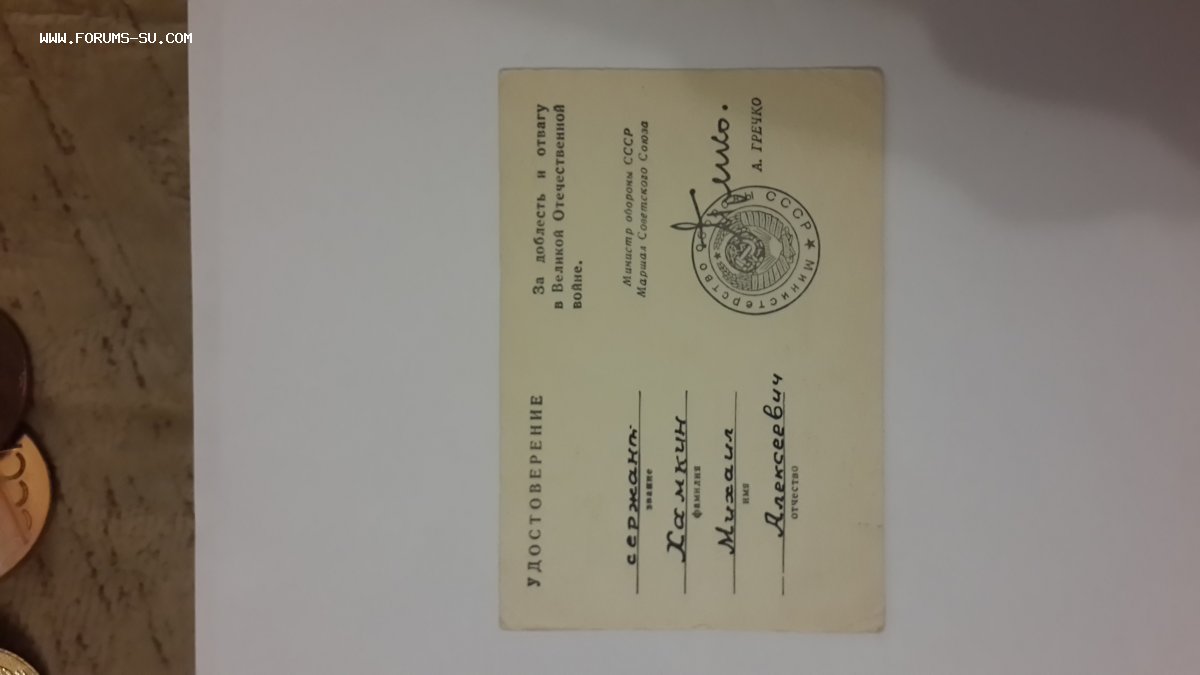 WWW.FORUMS-SU.COM
УДОСТОВЕРЕНИЕ
сержант
звание
Хамкин
фамилия
Михаил
имя
Алексеевич
отчество
За доблесть и отвагу
в Великой Отечественной
войне.
Министр обороны СССР
Маршал Советского Союза
А. ГРЕЧКО
★ Министерство обороны СССР